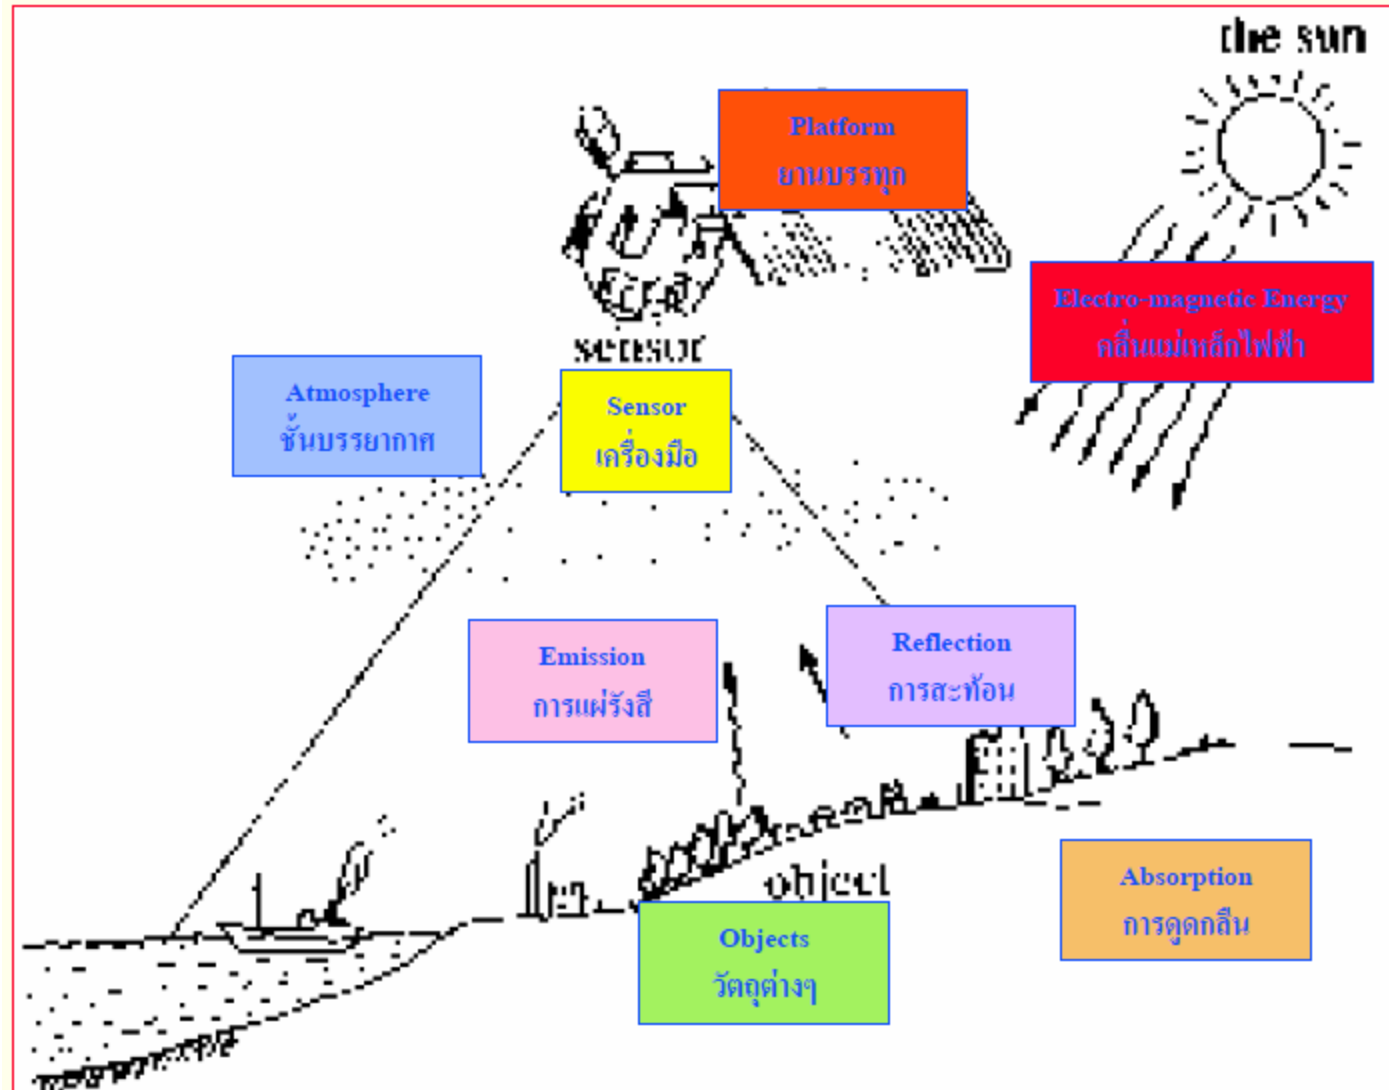 the sun
Platform
ยานบรรทุก
Electro-magnetic Energy
คลื่นแม่เหล็กไฟฟ้า
sensor
Atmosphere
ชั้นบรรยากาศ
Sensor
เครื่องมือ
Emission
การแผ่รังสี
Reflection
การสะท้อน
object
Absorption
การดูดกลืน
Objects
วัตถุต่างๆ